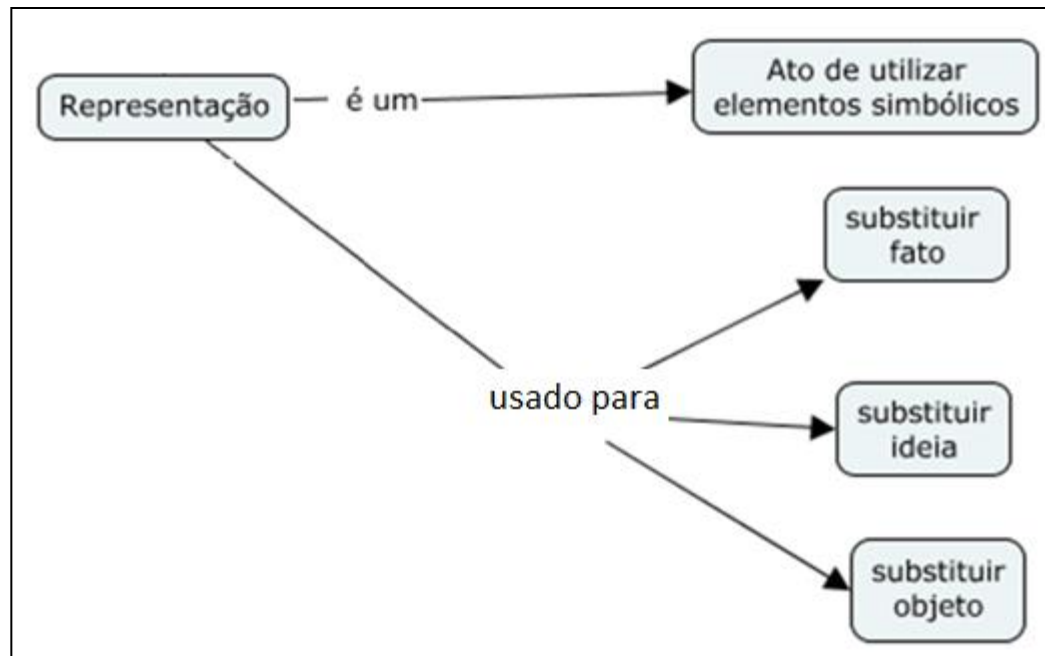 Representação
é um
Ato de utilizar
elementos simbólicos
substituir
fato
usado para
substituir
ideia
substituir
objeto